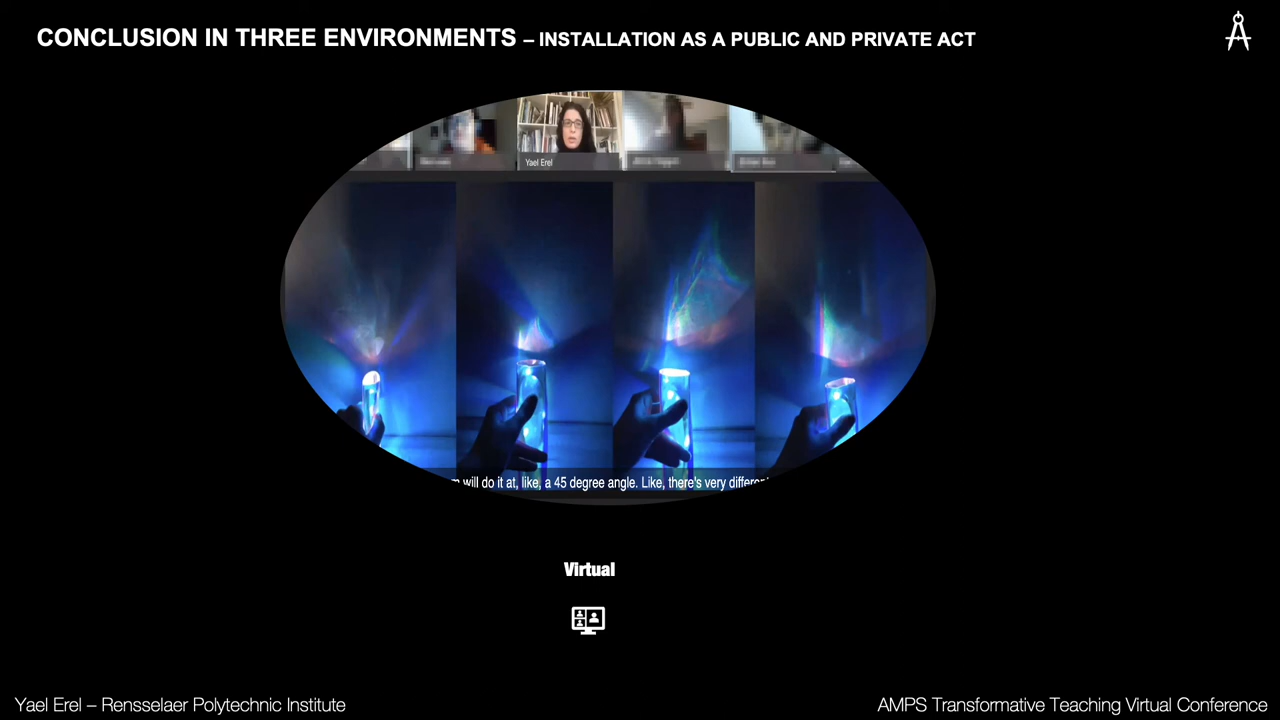 CONCLUSION IN THREE ENVIRONMENTS – INSTALLATION AS A PUBLIC AND PRIVATE ACT
Yael Erel
will do it at, like, a 45 degree angle. Like, there's very
Virtual
Yael Erel – Rensselaer Polytechnic Institute
AMPS Transformative Teaching Virtual Conference